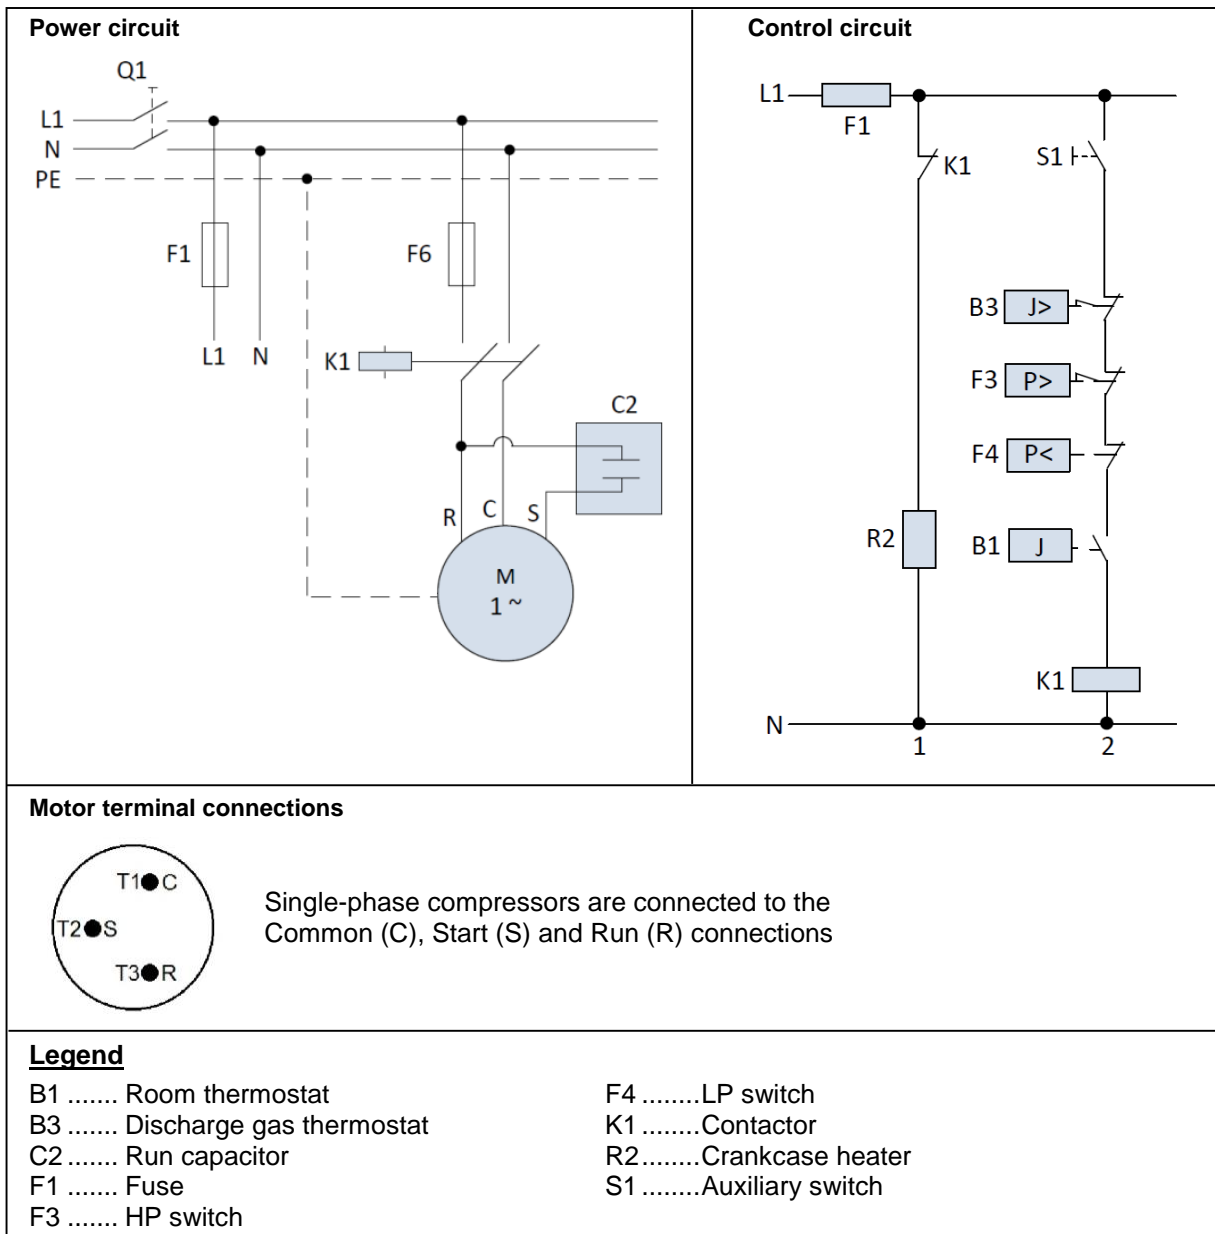 Power circuit
Q1
L1
N
PE
F1
F6
L1 N
K1
C2
R C S
M
1 ~
Control circuit
L1
F1
K1
S1
B3 J>
F3 P>
F4 P<
R2
B1 J
K1
N
1 2
Motor terminal connections
T1 C
T2 S
T3 R
Single-phase compressors are connected to the
Common (C), Start (S) and Run (R) connections
Legend
B1 ....... Room thermostat
B3 ....... Discharge gas thermostat
C2 ....... Run capacitor
F1 ....... Fuse
F3 ....... HP switch
F4 ........LP switch
K1 ........Contactor
R2........Crankcase heater
S1 ........Auxiliary switch